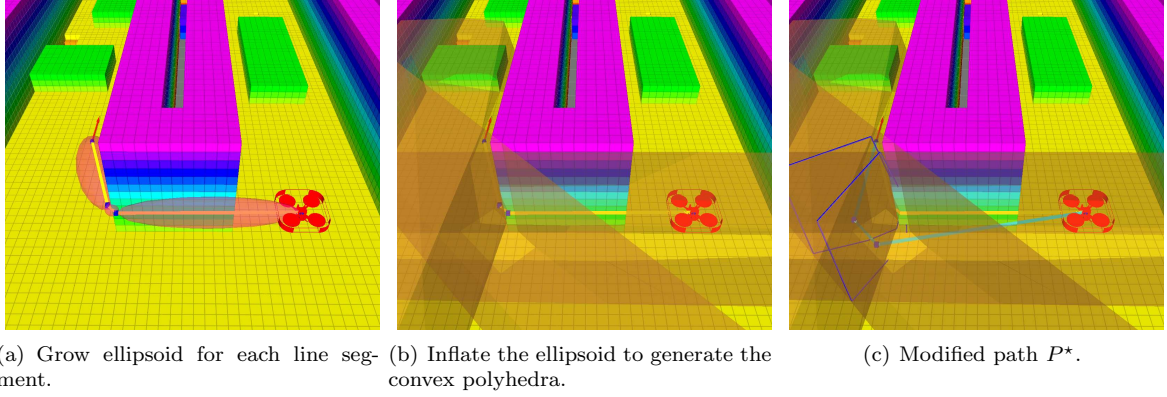 (a) Grow ellipsoid for each line seg-
ment.
(b) Inflate the ellipsoid to generate the
convex polyhedra.
(c) Modified path P⋆.